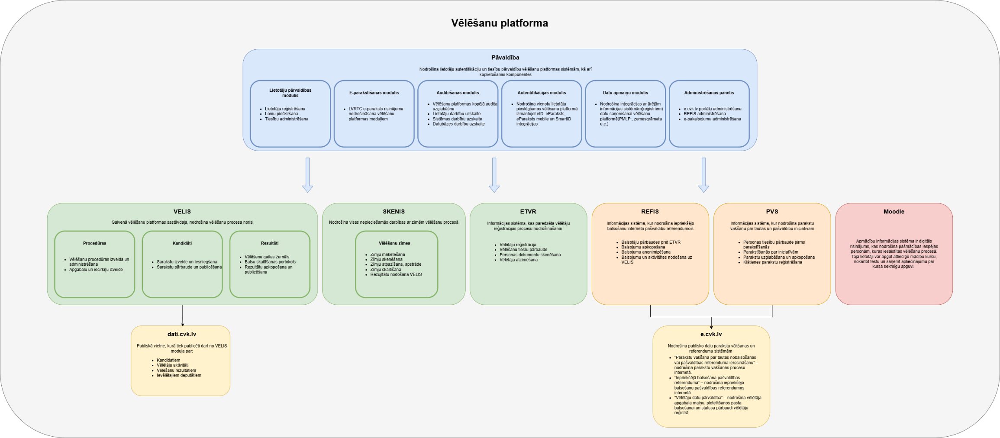 Vēlēšanu platforma
Pāvaldība
Nodrošina lietotāju autentifikāciju un tiesību pārvaldību vēlēšanu platformas sistēmām, kā arī
koplietošanas komponentes
Lietotāju pārvaldības
modulis
• Lietotāju reģistrēšana
• Lomu piešķiršana
• Tiesību administrēšana
E-parakstīšanas modulis
• LVRTC e-paraksts risinājuma
nodrošināsana vēlēšanu
platformas moduļiem
Auditēšanas modulis
• Vēlēšanu platformas kopējā audita
uzglabāšna
• Lietotāju darbību uzskaite
• Sistēmas darbību uzskaite
• Datubāzes darbību uzskaite
Autentifikācijas modulis
• Nodrošina vienotu lietotāju
pieslēgšanos vēlēšanu platformā
izmantojot eID, eParaksts,
eParaksts mobile un SmartID
integrācijas
Datu apmaiņu modulis
• Nodrošina integrācijas ar ārējām
informācijas sistēmām(reģistriem)
datu saņemšanai vēlēšanu
platformē(PMLP:, zemesgrāmata
u.c.)
Administrēšanas panelis
• e.cvk.lv portāla administrēšana
• REFIS administrēšana
• e-pakalpojumu administrēšana
VELIS
Galvenā vēlēšanu platformas sastāvdaļa, nodrošina vēlēšanu procesa norisi
Procedūras
• Vēlēšanu procedūras izveida un
administrēšana
• Apgabalu un iecirkņu izveide
Kandidāti
• Sarakstu izveide un iesniegšana
• Sarakstu pārbaude un publicēšana
Rezultāti
• Vēlēšanu gaitas žurnāls
• Balsu skaitīšanas portokols
• Rezultātu apkopošana un
publicēšana
SKENIS
Nodrošina visas nepieciešamās darbības ar zīmēm vēlēšanu procesā
Vēlēšanu zīmes
• Zīmju maketēšana
• Zīmju skenēšana
• Zīmju atpazīšana, apstrāde
• Zīmju skaitīšana
• Rezujltātu nodošana VELIS
ETVR
Informācijas sistēma, kas paredzēta vēlētāju
reģistrācijas procesu nodrošināšanai
• Vēlētāju reģistrācija
• Vēlēšanu tiesīu pārbaude
• Personas dokumentu skenēšana
• Vēlētāja atzīmēšana
REFIS
Informācijas sistēma, kur nodrošina iepriekšējo
balsošanu internetā pašvaldību referendumois
• Balsotāju pārbaudes pret ETVR
• Balsojumu apkopošana
• Balsojumu anonimizēšana
• Balsojumu un aktivitātes nodošana uz
VELIS
PVS
Informācijas sistēma, kur nodrošina parakstu
vākšanu par tautas un pašvaldību iniciatīvām
• Personas tiesību pārbaude pirms
parakstīšanās
• Parakstīšanās par iniciatīvām
• Parakstu uzglabāšana un apkopošana
• Klātienes parakstu reģistrēšana
Moodle
Apmācību informācijas sistēma ir digitāls
risinājums, kas nodrošina pašmācības iespējas
personām, kuras iesaistītas vēlēšanu procesā.
Tajā lietotāji var apgūt attiecīgo mācību kursu,
nokārtot testu un saņemt apliecinājumu par
kursa sekmīgu apguvi.
dati.cvk.lv
Publiskā vietne, kurā tiek publicēti dart no VELIS
moduļa par:
• Kandidatiem
• Vēlētāju aktivitāti
• Vēlēšanu rezultātiem
• Ievēlētajiem deputātiem
e.cvk.lv
Nodrošina publisko daļu parakstu vākšanas un
referendumu sistēmām
• “Parakstu vākšana par tautas nobalsošanas
vai pašvaldības referenduma ierosināšanu” –
nodrošina parakstu vākšanas procesu
internetā.
• “Iepriekšējā balsošana pašvaldības
referendumā” – nodrošina iepriekšējo
balsošanu pašvaldības referendumos
internetā
• “Vēlētāju datu pārvaldība” – nodrošina vēlētāja
apgabala maiņu, pieteikšanos pasta
balsošanai un statusa pārbaudi vēlētāju
reģistrā